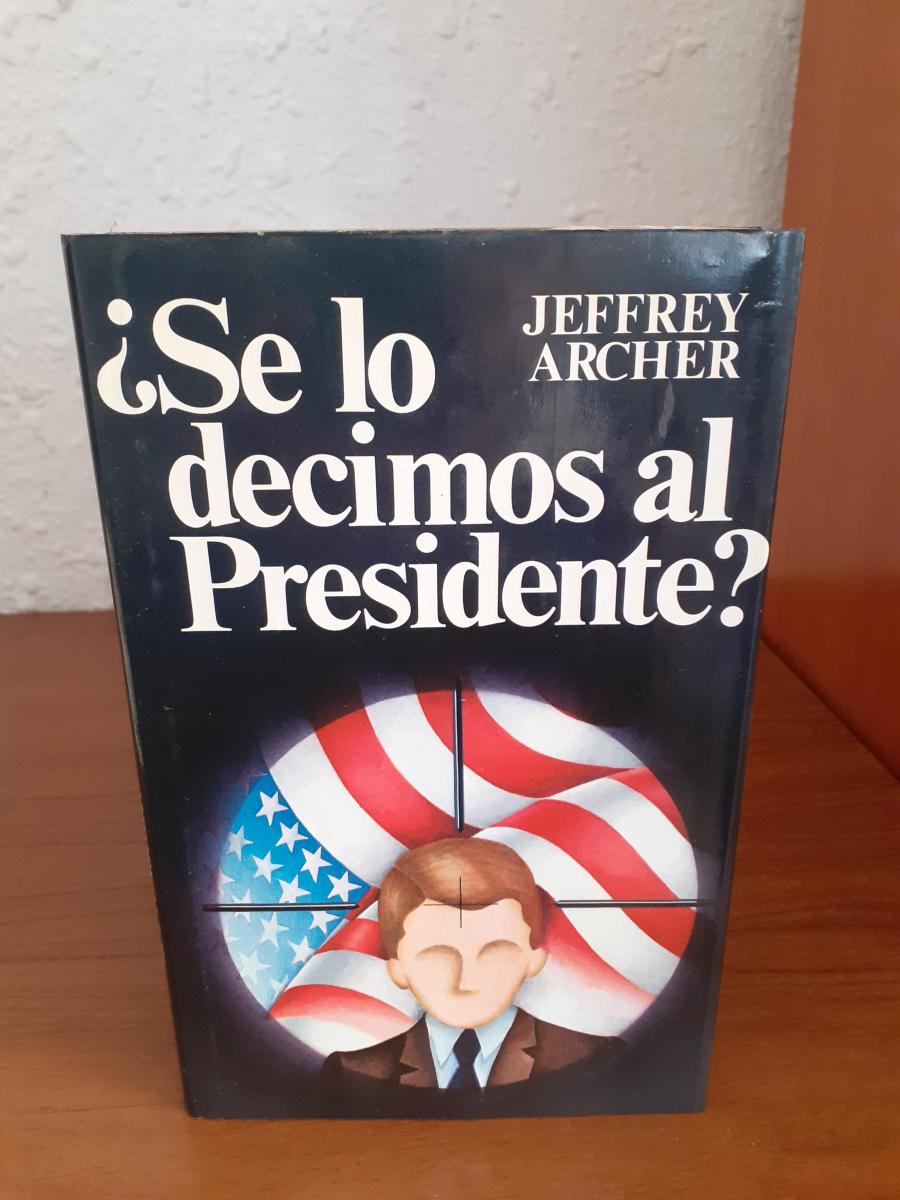 ¿Se lo
JEFFREY
ARCHER
decimos al
Presidente?